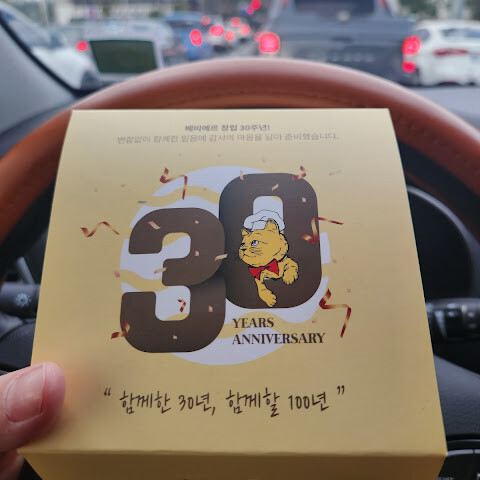 베비에르 창립 30주년!
변함없이 함께한 믿음에 감사의 마음을 담아 준비했습니다.
30
YEARS
ANNIVERSARY
“ 함께한 30년, 함께할 100년 ”